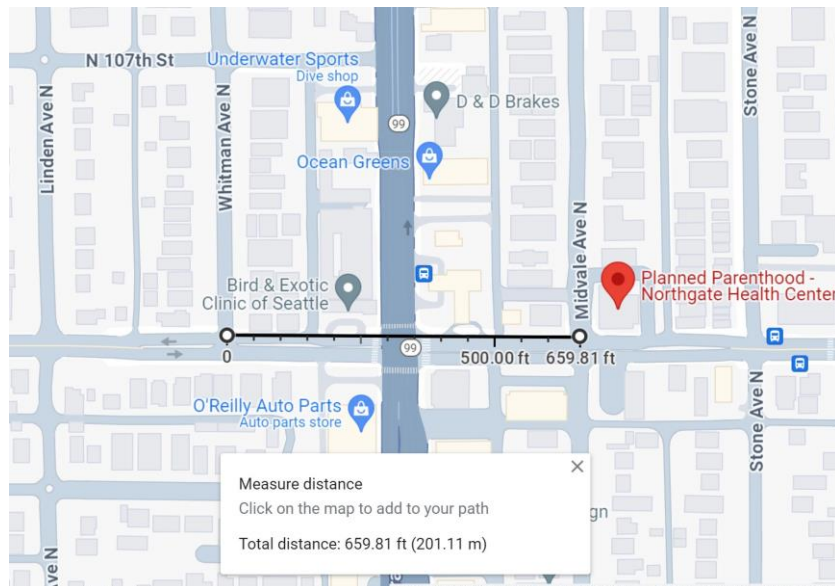 N 107th St
Underwater Sports
Dive shop
Linden Ave N
Whitman Ave N
99
D & D Brakes
Ocean Greens
Stone Ave N
Midvale Ave N
Bird & Exotic
Clinic of Seattle
Planned Parenthood -
Northgate Health Center
0
99
500.00 ft
659.81 ft
O'Reilly Auto Parts
Auto parts store
Stone Ave N
Measure distance
Click on the map to add to your path
Total distance: 659.81 ft (201.11 m)
gn
ve N